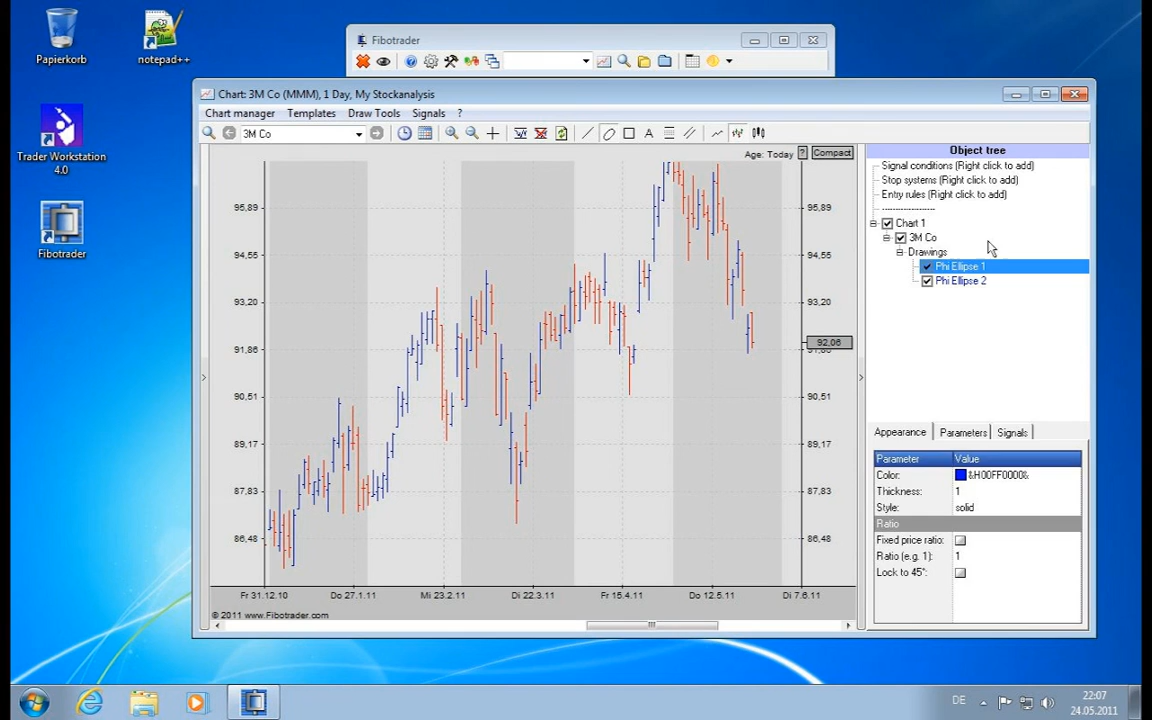 Papierkorb
notepad++
Trader Workstation
4.0
Fibotrader
Fibotrader
Chart: 3M Co (MMM), 1 Day, My Stockanalysis
Chart manager Templates Draw Tools Signals ?
3M Co
A
Age: Today ? Compact
95,89
94,55
93,20
91,86
90,51
89,17
87,83
86,48
95,89
94,55
93,20
92,06
90,51
89,17
87,83
86,48
Fr 31.12.10 Do 27.1.11 Mi 23.2.11 Di 22.3.11 Fr 15.4.11 Do 12.5.11 Di 7.6.11
© 2011 www.Fibotrader.com
Object tree
Signal conditions (Right click to add)
Stop systems (Right click to add)
Entry rules (Right click to add)
--------------------
Chart 1
3M Co
Drawings
Phi Ellipse 1
Phi Ellipse 2
Appearance Parameters Signals
Parameter Value
Color: &H00FF0000&
Thickness: 1
Style: solid
Ratio
Fixed price ratio:
Ratio (e.g. 1): 1
Lock to 45°:
DE
22:07
24.05.2011